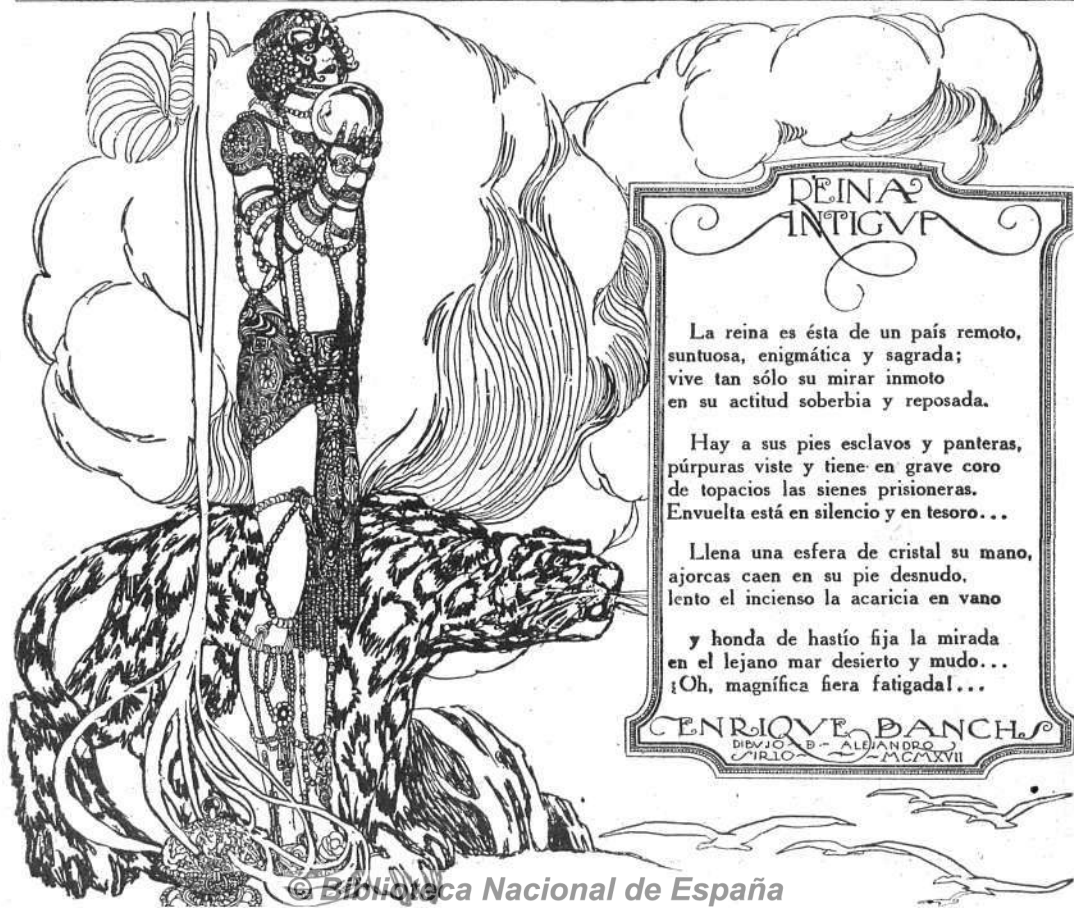 REINA
ANTIGVA
La reina es ésta de un país remoto,
suntuosa, enigmática y sagrada;
vive tan sólo su mirar inmoto
en su actitud soberbia y reposada.
Hay a sus pies esclavos y panteras,
púrpuras viste y tiene en grave coro
de topacios las sienes prisioneras.
Envuelta está en silencio y en tesoro...
Llena una esfera de cristal su mano,
ajorcas caen en su pie desnudo,
lento el incienso la acaricia en vano
y honda de hastío fija la mirada
en el lejano mar desierto y mudo...
¡Oh, magnífica fiera fatigada!...
ENRIQVE BANCHS
DIBVJO - D - ALEJANDRO
SIRIO - MCMXVII
© Biblioteca Nacional de España